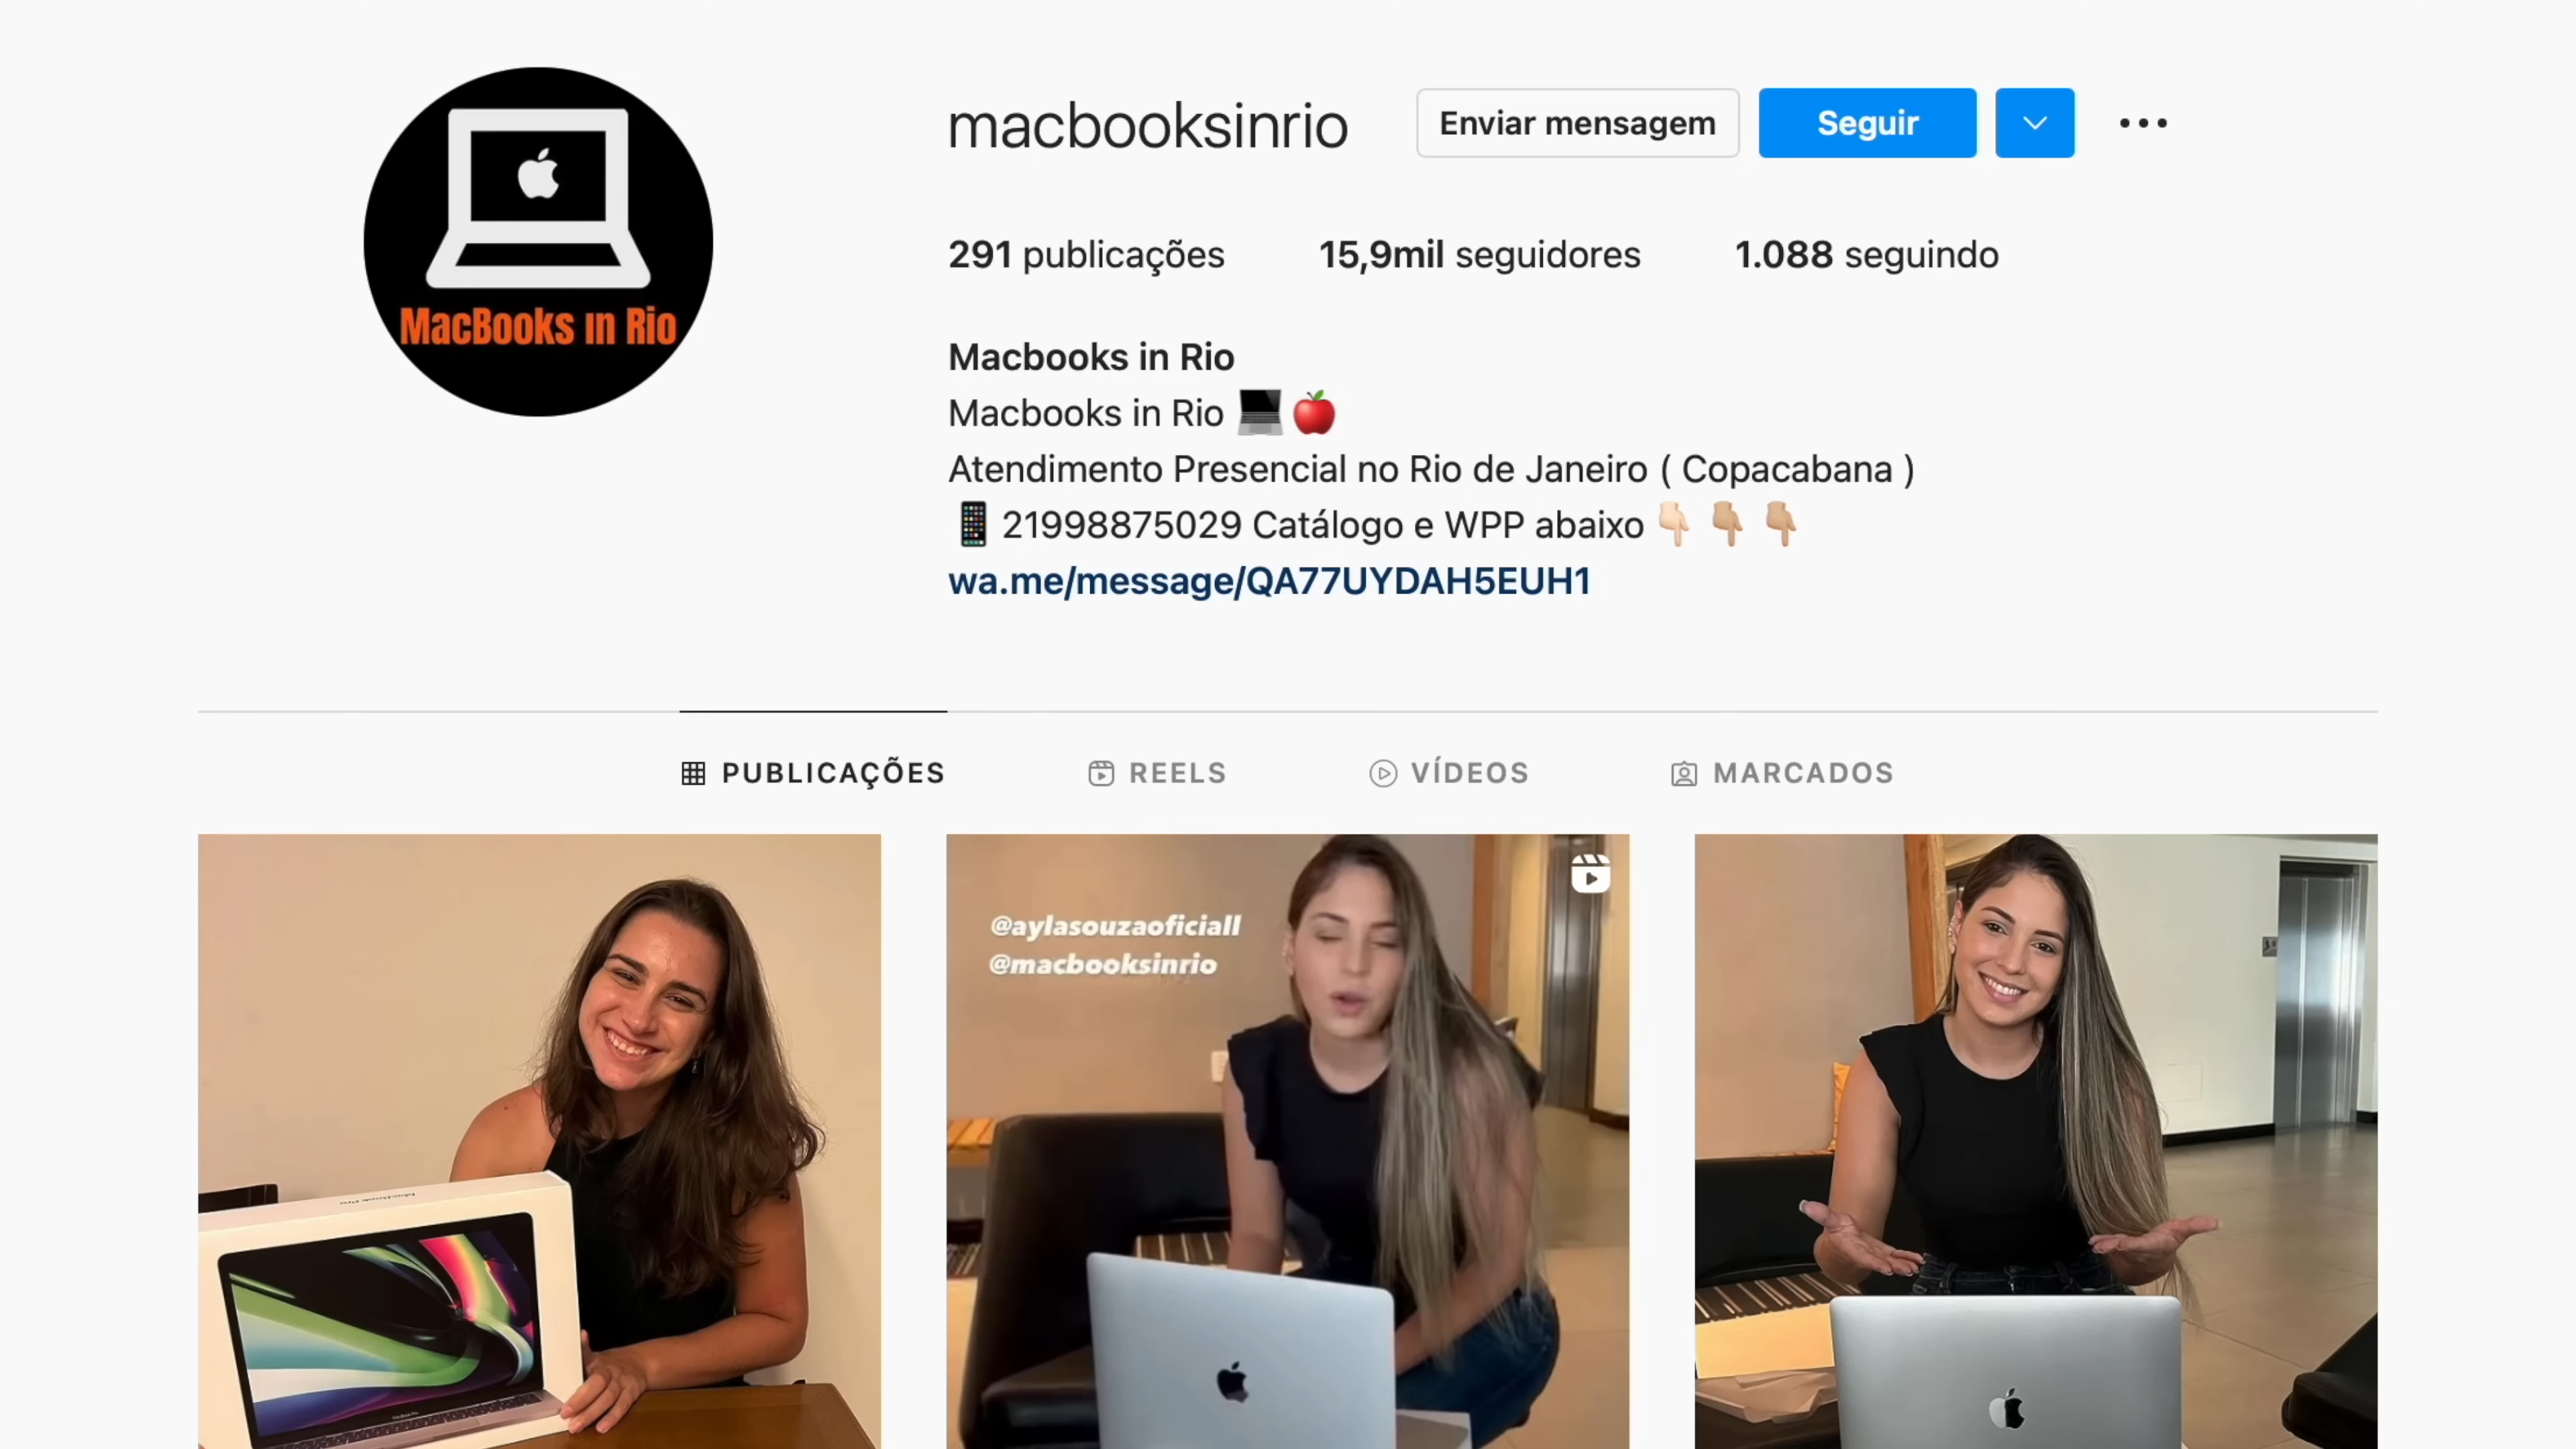 MacBooks in Rio
macbooksinrio
Enviar mensagem
Seguir
291 publicações
15,9mil seguidores
1.088 seguindo
Macbooks in Rio
Macbooks in Rio 💻🍎
Atendimento Presencial no Rio de Janeiro ( Copacabana )
📱 21998875029 Catálogo e WPP abaixo 👇🏻👇🏽👇🏼
wa.me/message/QA77UYDAH5EUH1
PUBLICAÇÕES
REELS
VÍDEOS
MARCADOS
@aylasouzaoficiall
@macbooksinrio
MacBook Pro